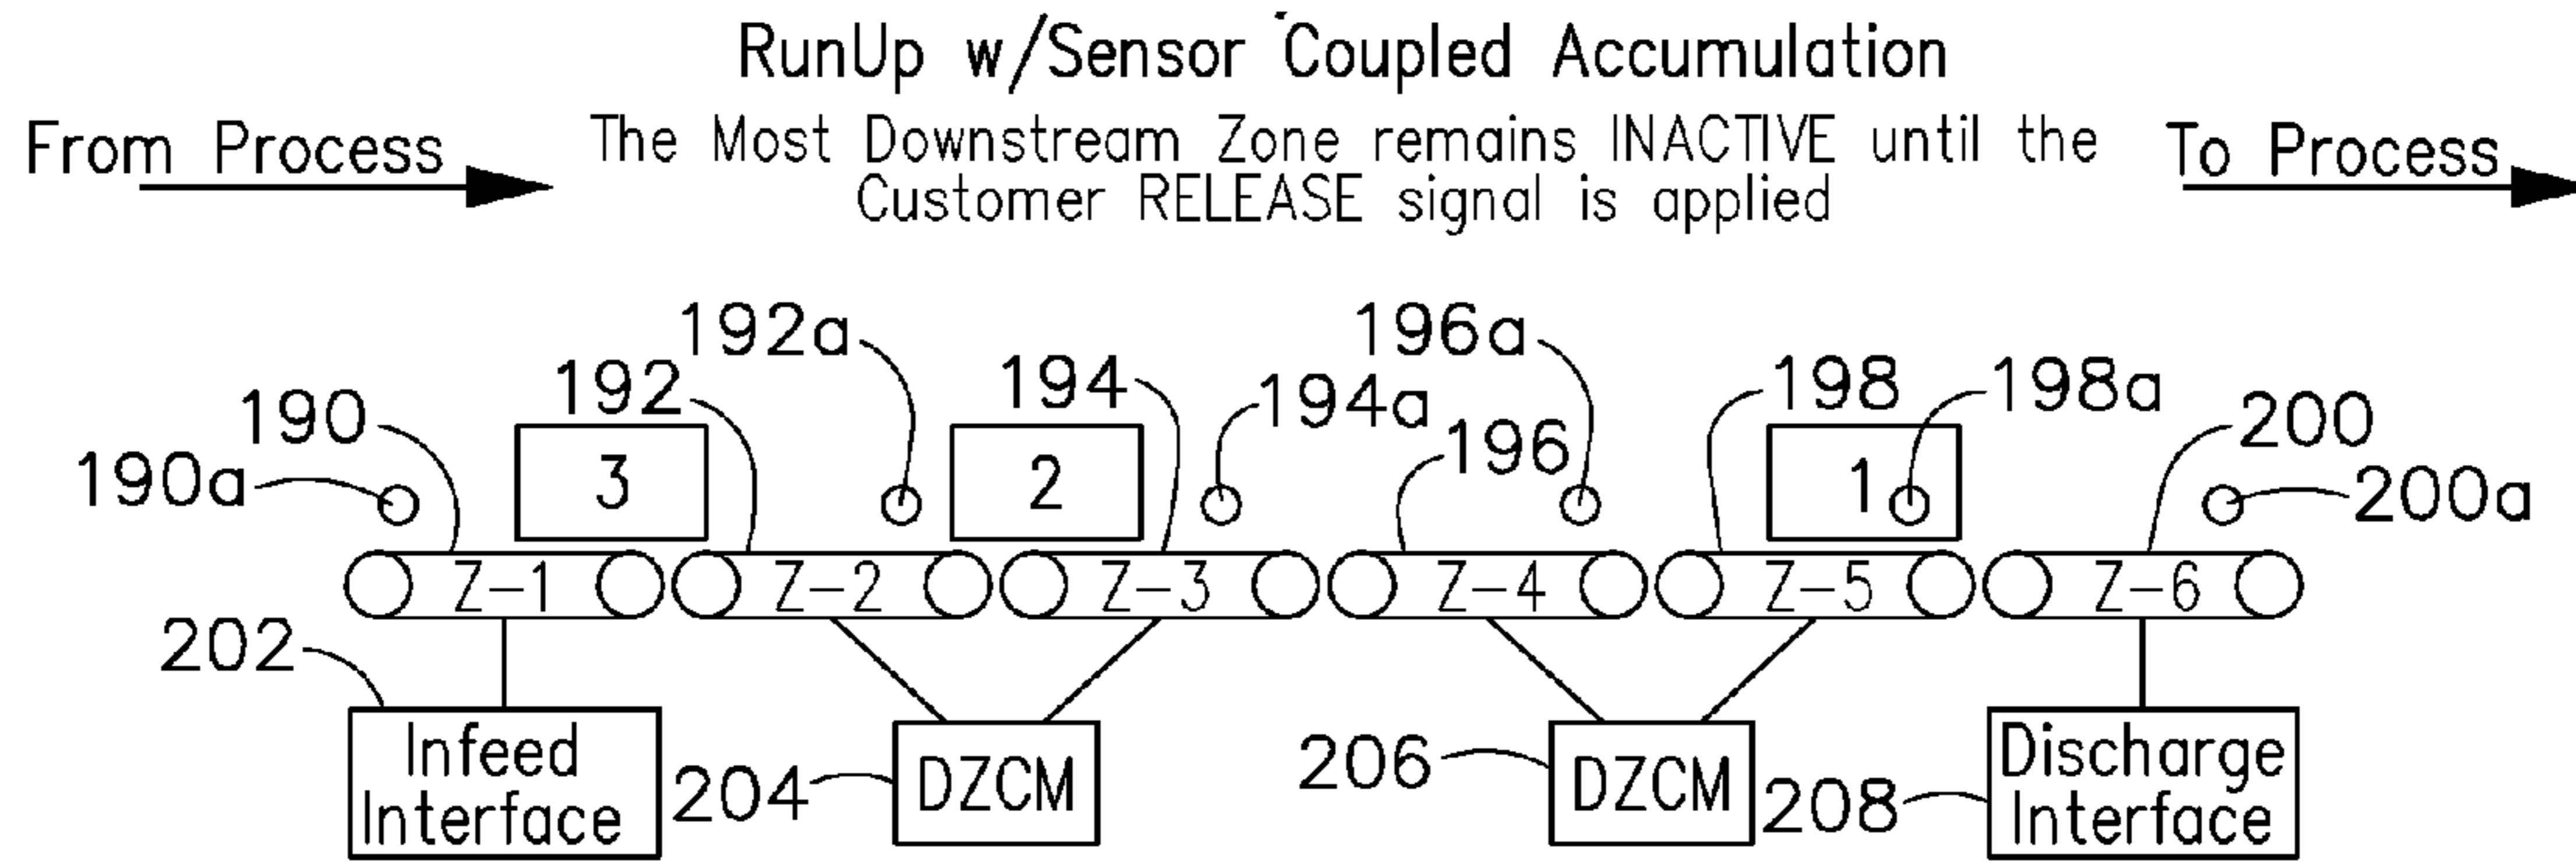 RunUp w/Sensor Coupled Accumulation
From Process
The Most Downstream Zone remains INACTIVE until the
Customer RELEASE signal is applied
To Process
192a
196a
192
194
194a
198
198a
190
196
200
190a
200a
3
2
1
Z-1
Z-2
Z-3
Z-4
Z-5
Z-6
202
204
206
208
Infeed
Interface
DZCM
DZCM
Discharge
Interface